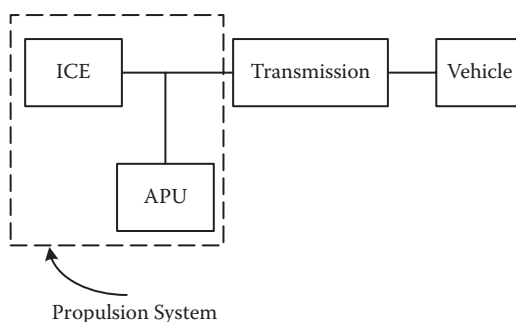 ICE
Transmission
Vehicle
APU
Propulsion System